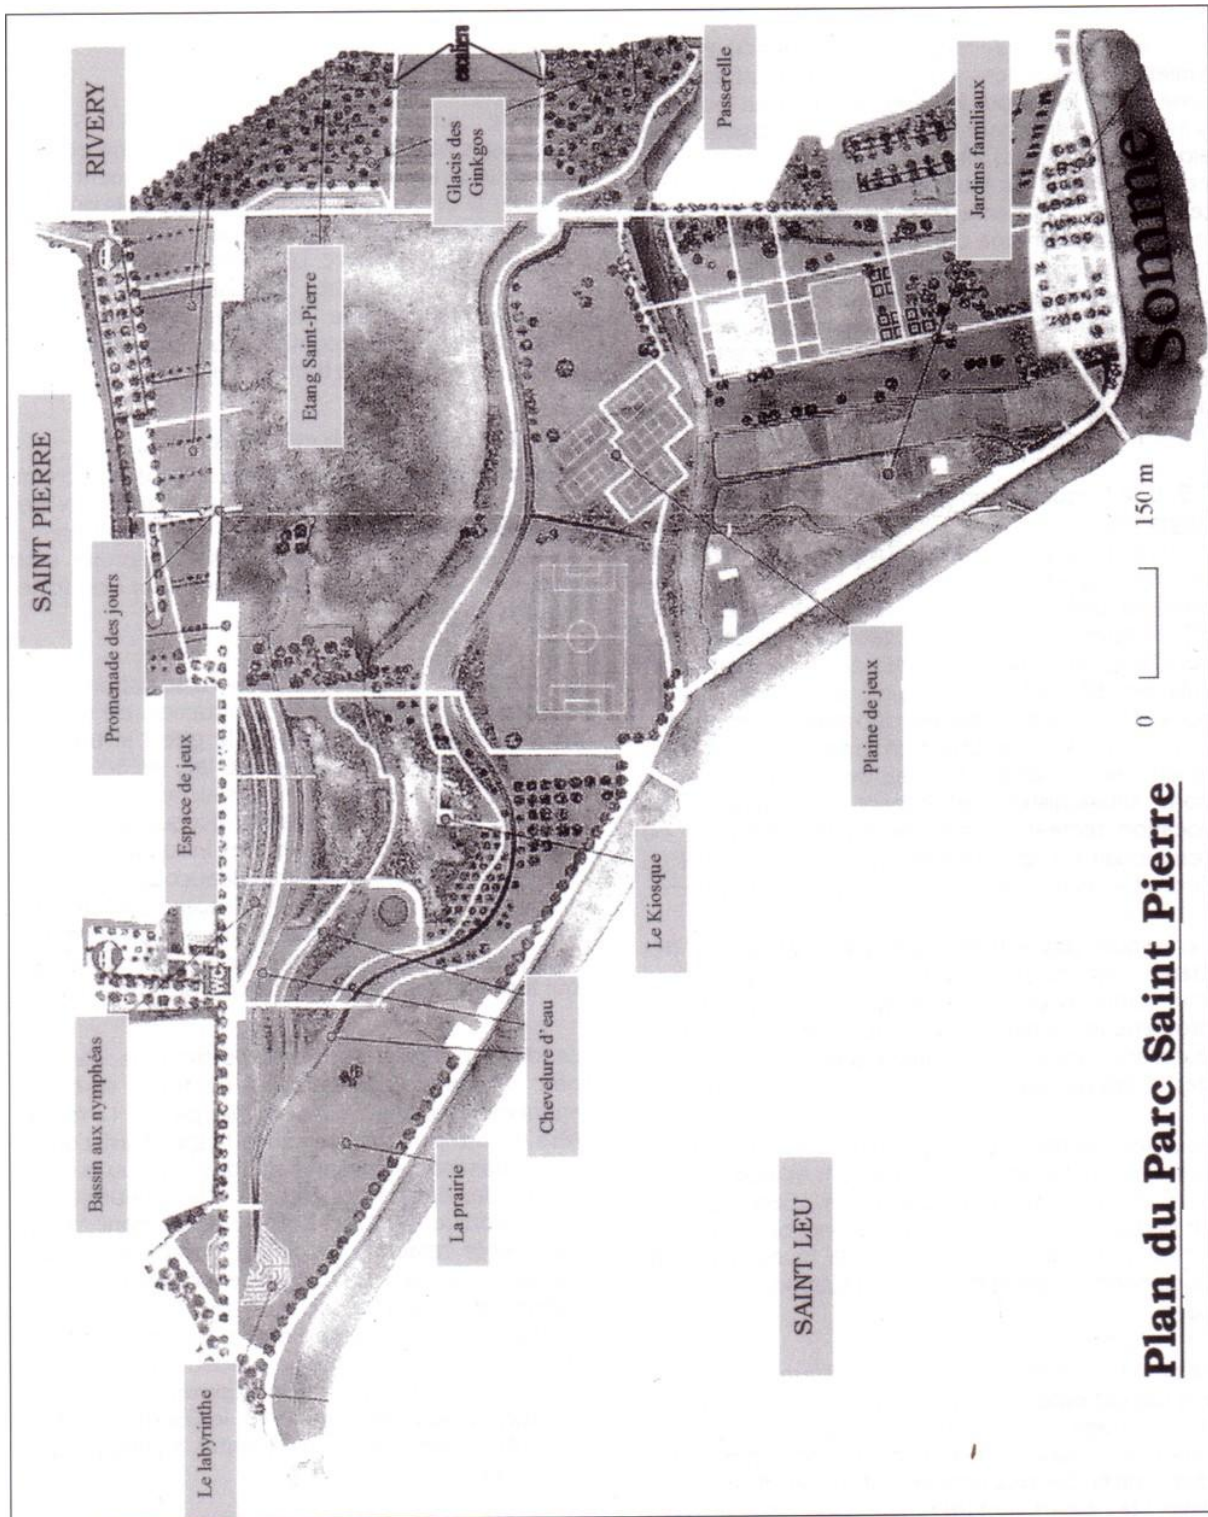 SAINT PIERRE
RIVERY
Le labyrinthe
Bassin aux nymphéas
Espace de jeux
Promenade des jours
Etang Saint-Pierre
escaliers
Glacis des
Ginkgos
WC
La prairie
Chevelure d'eau
Le Kiosque
Passerelle
Plaine de jeux
Jardins familiaux
Somme
SAINT LEU
0 150 m
Plan du Parc Saint Pierre